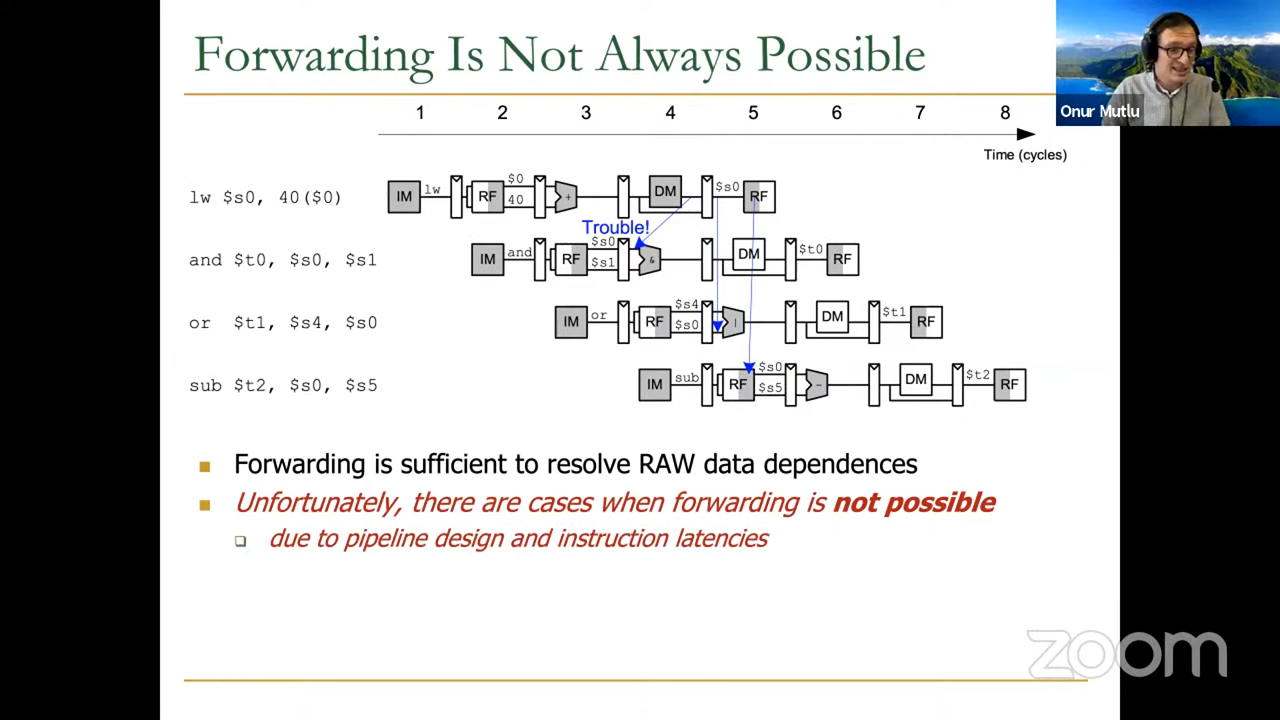 Forwarding Is Not Always Possible
Onur Mutlu
1 2 3 4 5 6 7 8
Time (cycles)
lw $s0, 40($0)
IM lw RF $0 40 + DM $s0 RF
Trouble!
and $t0, $s0, $s1
IM and RF $s0 $s1 & DM $t0 RF
or $t1, $s4, $s0
IM or RF $s4 $s0 | DM $t1 RF
sub $t2, $s0, $s5
IM sub RF $s0 $s5 - DM $t2 RF
Forwarding is sufficient to resolve RAW data dependences
Unfortunately, there are cases when forwarding is not possible
due to pipeline design and instruction latencies
zoom